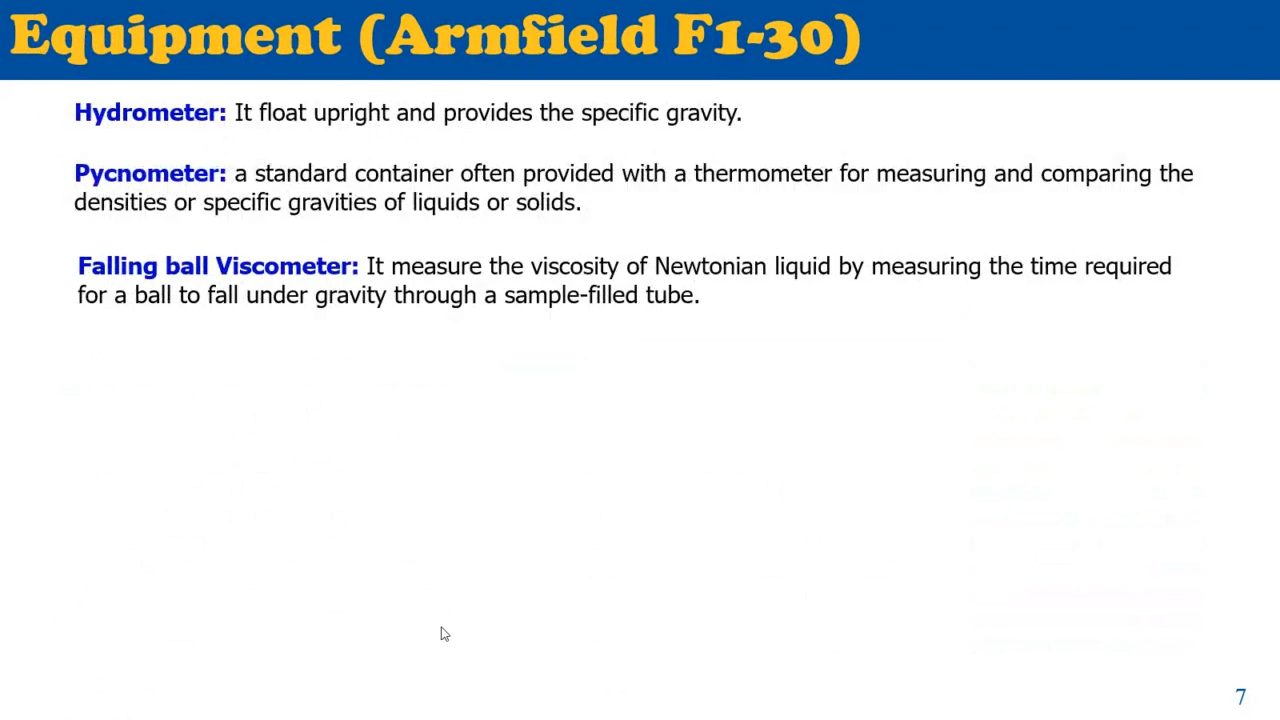 Equipment (Armfield F1-30)
Hydrometer: It float upright and provides the specific gravity.
Pycnometer: a standard container often provided with a thermometer for measuring and comparing the
densities or specific gravities of liquids or solids.
Falling ball Viscometer: It measure the viscosity of Newtonian liquid by measuring the time required
for a ball to fall under gravity through a sample-filled tube.
7